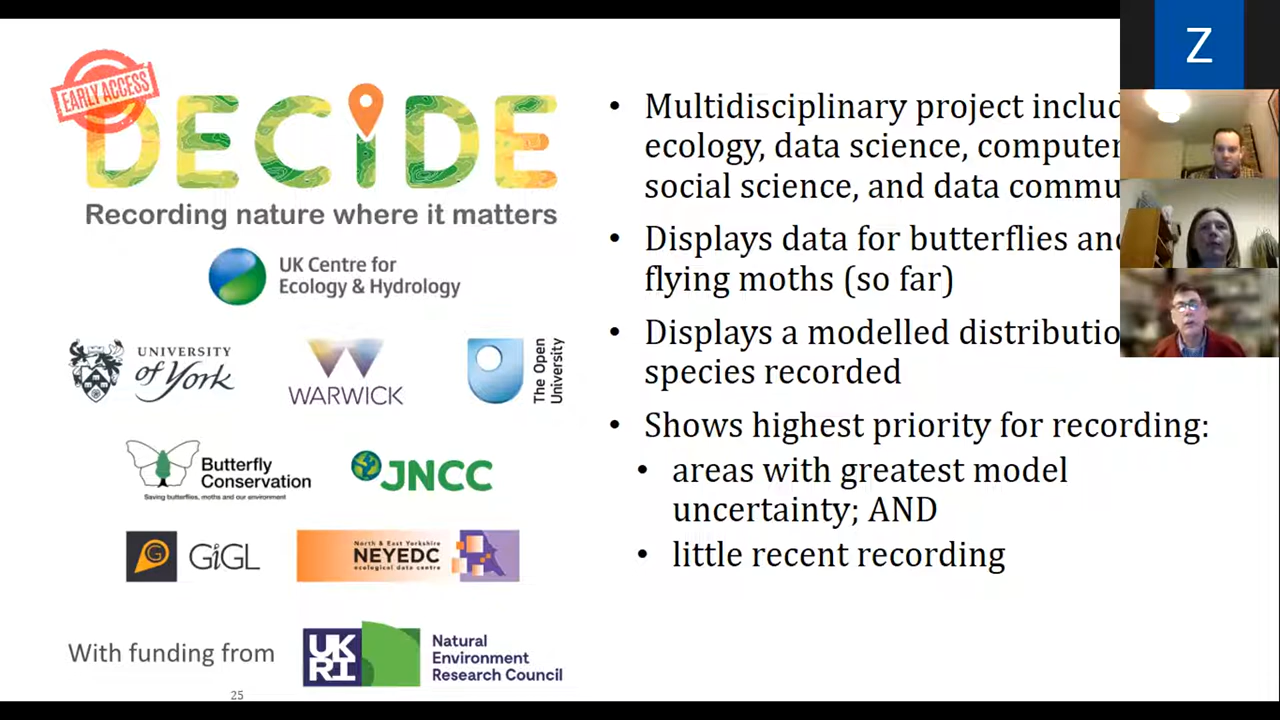 EARLY ACCESS
DECIDE
Recording nature where it matters
UK Centre for
Ecology & Hydrology
UNIVERSITY
of York
WARWICK
The Open
University
Butterfly
Conservation
Saving butterflies, moths and our environment
JNCC
G
GiGL
North & East Yorkshire
NEYEDC
ecological data centre
With funding from
UKRI
Natural
Environment
Research Council
25
• Multidisciplinary project includ
ecology, data science, computer
social science, and data commu
• Displays data for butterflies an
flying moths (so far)
• Displays a modelled distributio
species recorded
• Shows highest priority for recording:
• areas with greatest model
uncertainty; AND
• little recent recording
Z